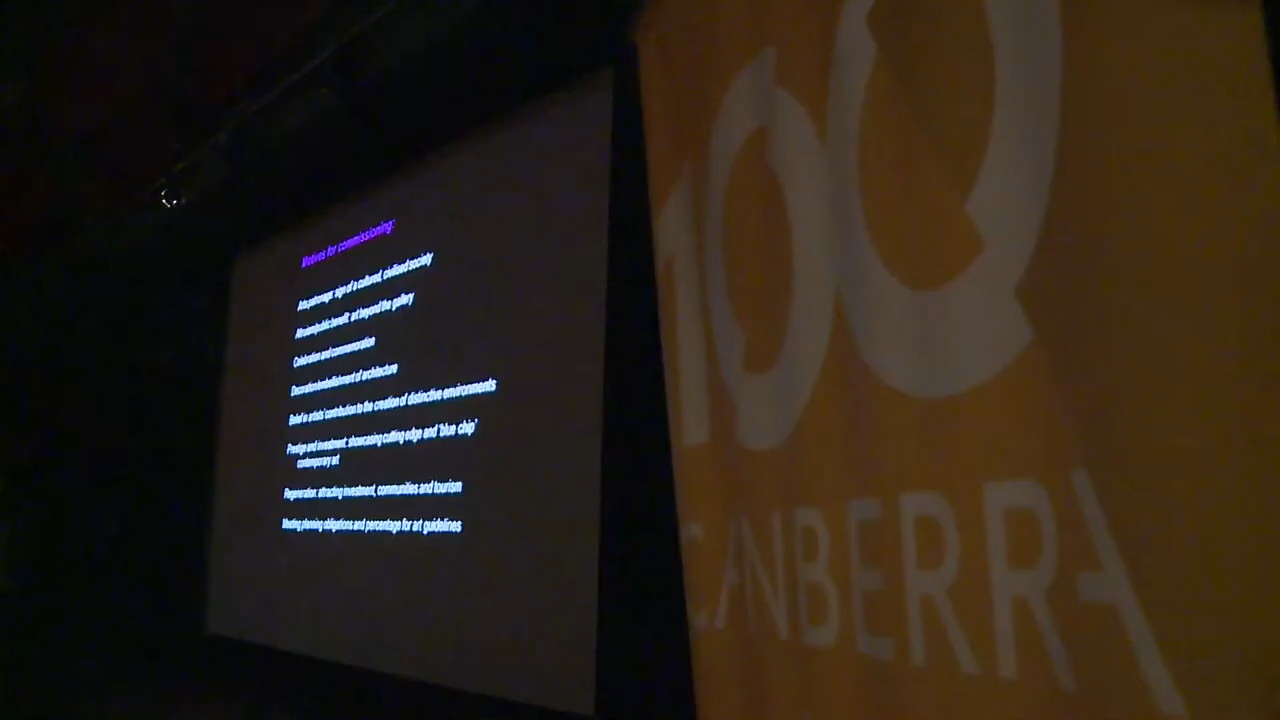 Motives for commissioning:
Arts patronage: sign of a cultured, civilised society
Altruism/public benefit: art beyond the gallery
Celebration and commemoration
Decoration/embellishment of architecture
Belief in artists' contribution to the creation of distinctive environments
Prestige and investment: showcasing cutting edge and 'blue chip'
contemporary art
Regeneration: attracting investment, communities and tourism
Meeting planning obligations and percentage for art guidelines
100
CANBERRA